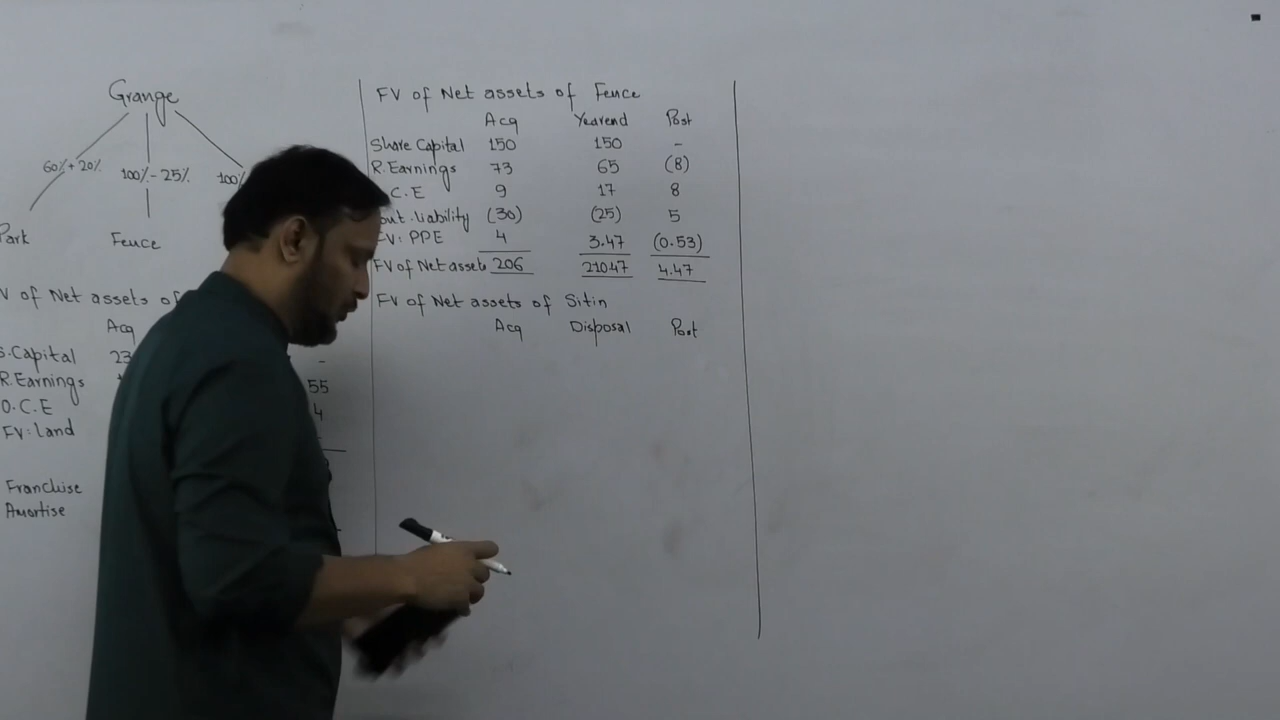 Grange
60%+20% 100%-25% 100%
Park Fence
V of Net assets of
Acq
S.Capital 23 -
R.Earnings 55
O.C.E 4
FV:Land
Franchise
Amortise
FV of Net assets of Fence
Acq Yearend Post
Share Capital 150 150 -
R.Earnings 73 65 (8)
C.E 9 17 8
ont.liability (30) (25) 5
FV: PPE 4 3.47 (0.53)
FV of Net assets 206 210.47 4.47
FV of Net assets of Sitin
Acq Disposal Post